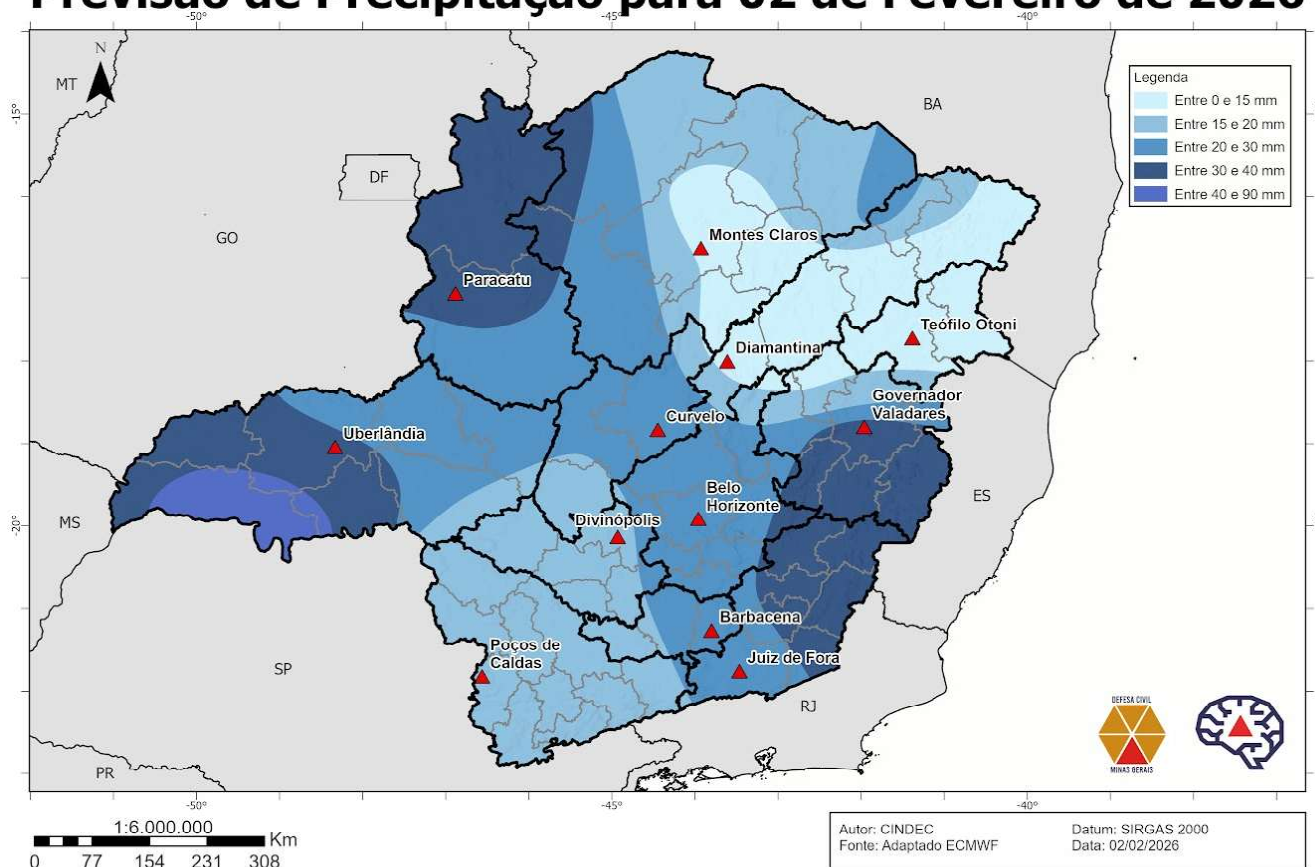 Previsão de Precipitação para 02 de Fevereiro de 2026
-50°
-45°
-40°
N
MT
-15°
Legenda
Entre 0 e 15 mm
Entre 15 e 20 mm
Entre 20 e 30 mm
Entre 30 e 40 mm
Entre 40 e 90 mm
BA
DF
GO
Montes Claros
Paracatu
Teófilo Otoni
Diamantina
Governador
Valadares
Curvelo
Uberlândia
Belo
Horizonte
ES
MS
-20°
Divinópolis
Barbacena
Poços de
Caldas
Juiz de Fora
SP
RJ
DEFESA CIVIL
MINAS GERAIS
PR
-50°
-45°
-40°
1:6.000.000
Km
0 77 154 231 308
Autor: CINDEC
Fonte: Adaptado ECMWF
Datum: SIRGAS 2000
Data: 02/02/2026